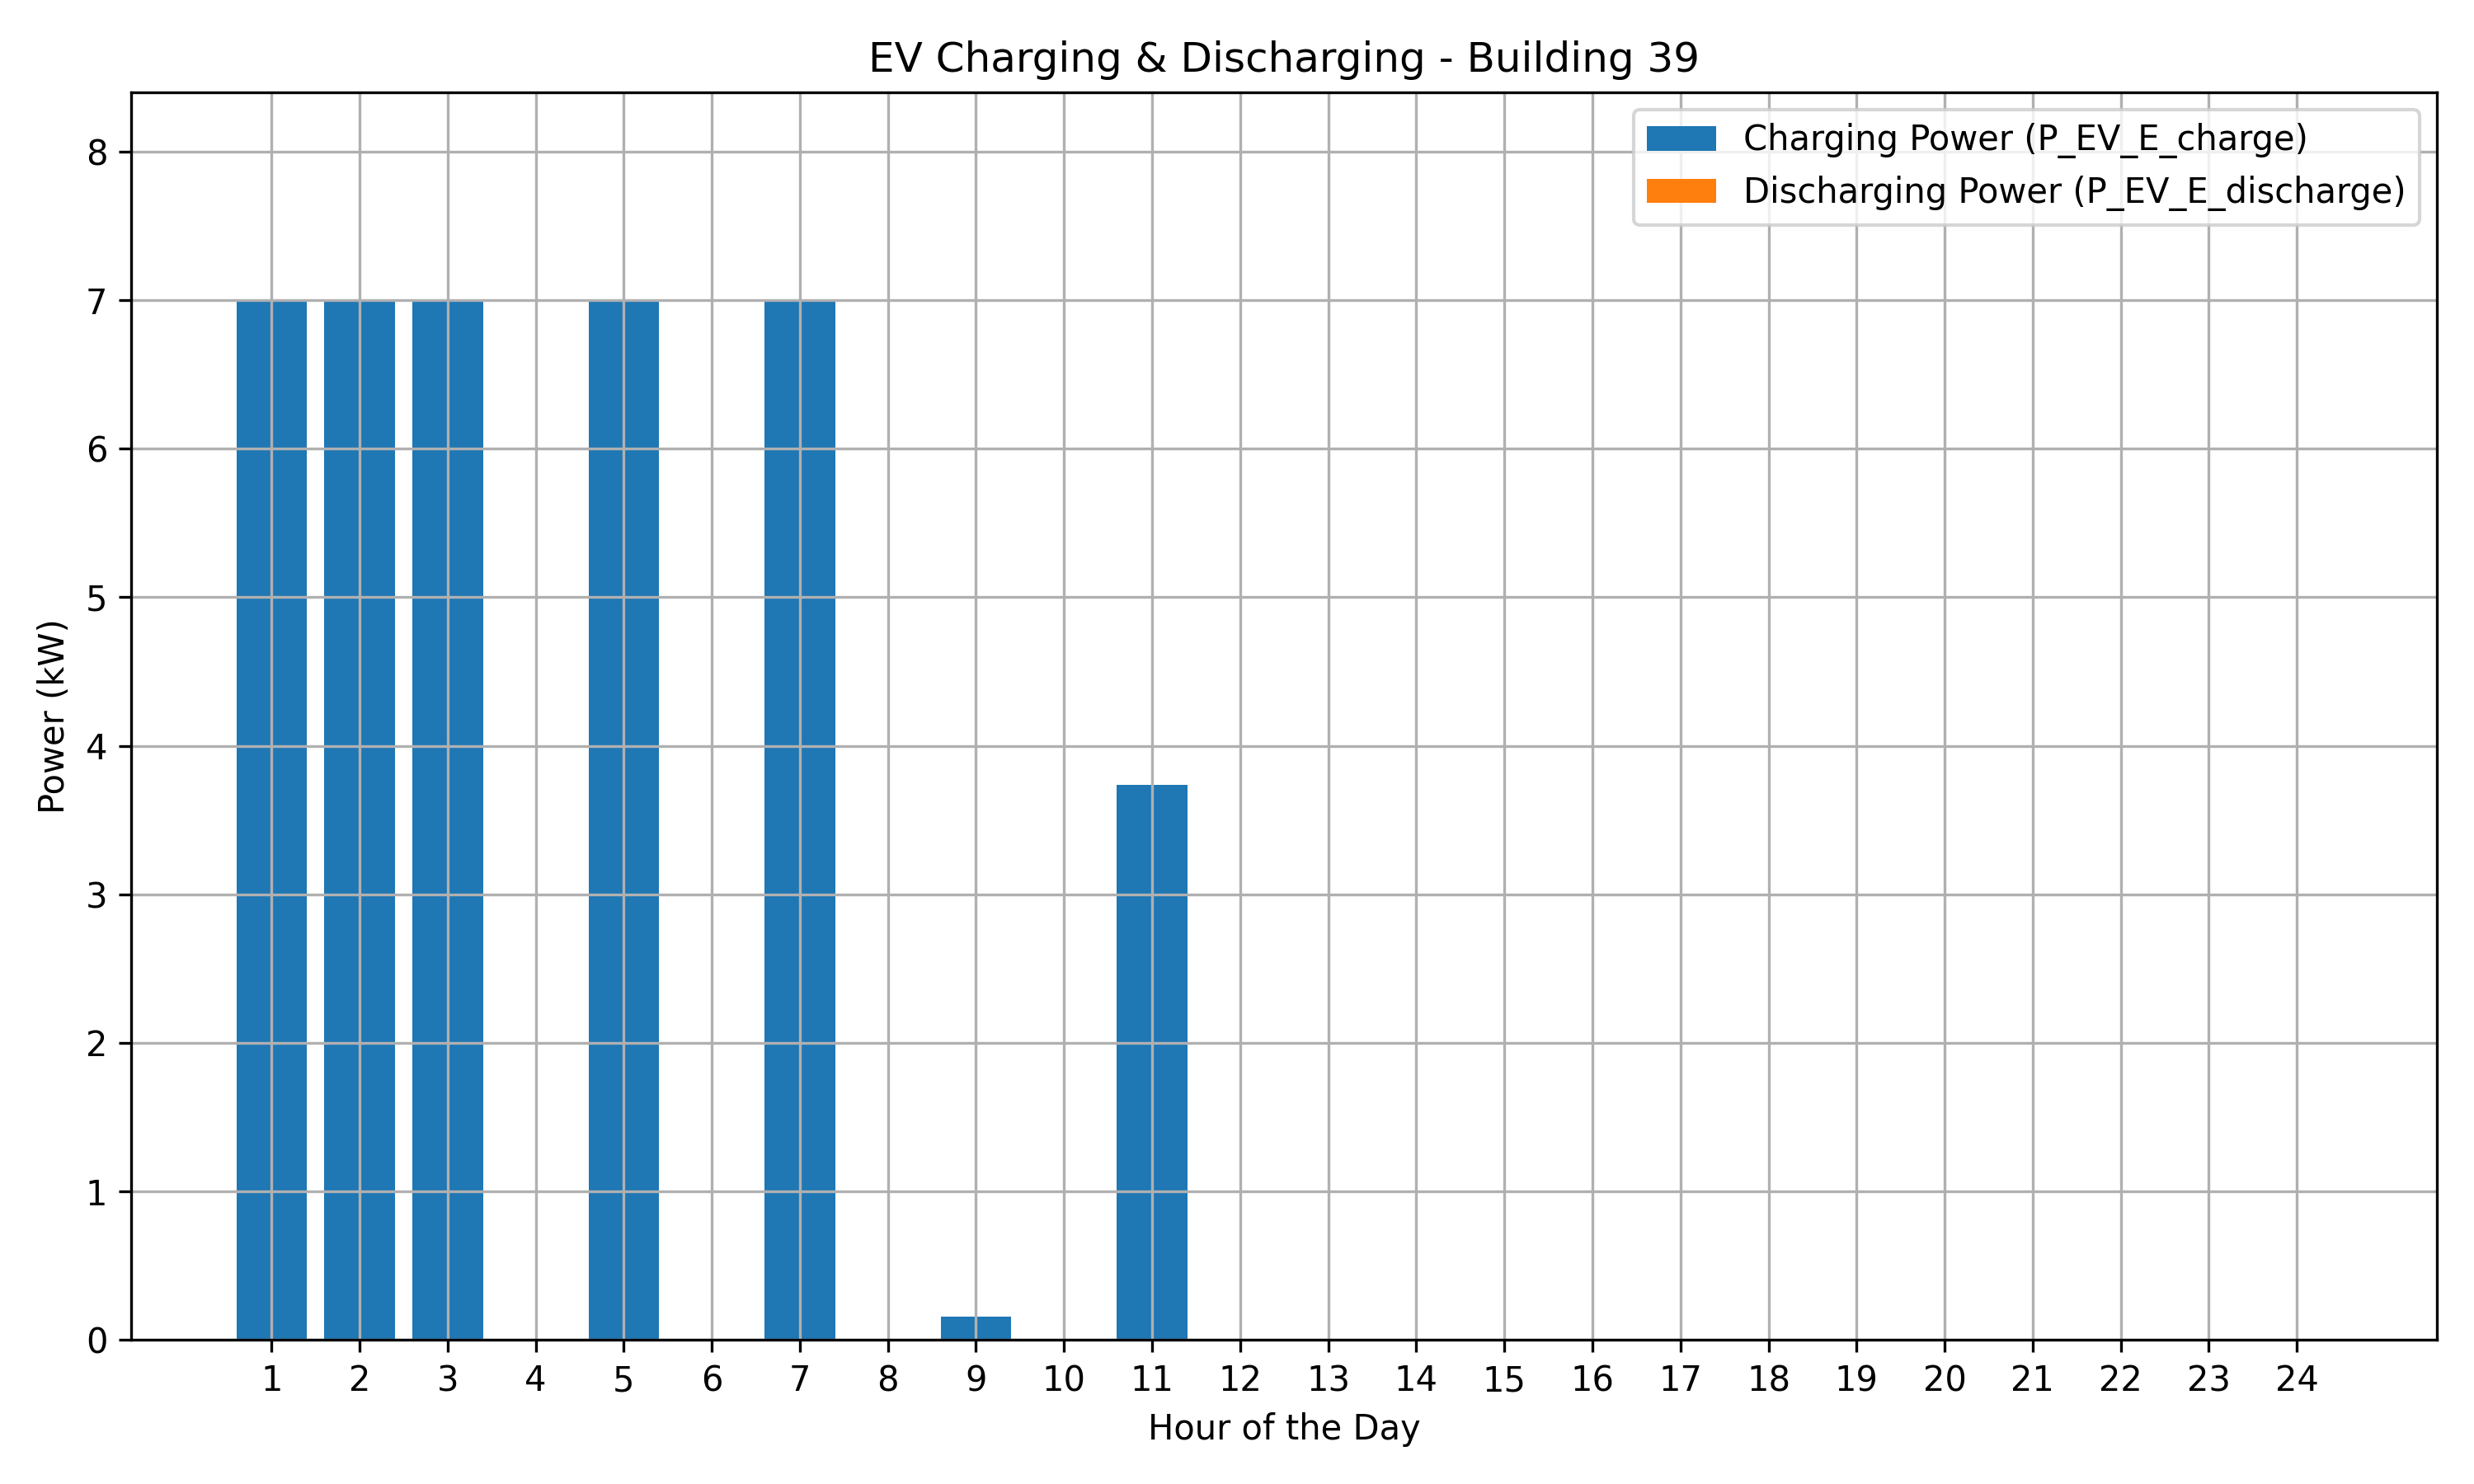 EV Charging & Discharging - Building 39
Charging Power (P_EV_E_charge)
Discharging Power (P_EV_E_discharge)
8
7
6
5
4
3
2
1
0
Power (kW)
1 2 3 4 5 6 7 8 9 10 11 12 13 14 15 16 17 18 19 20 21 22 23 24
Hour of the Day